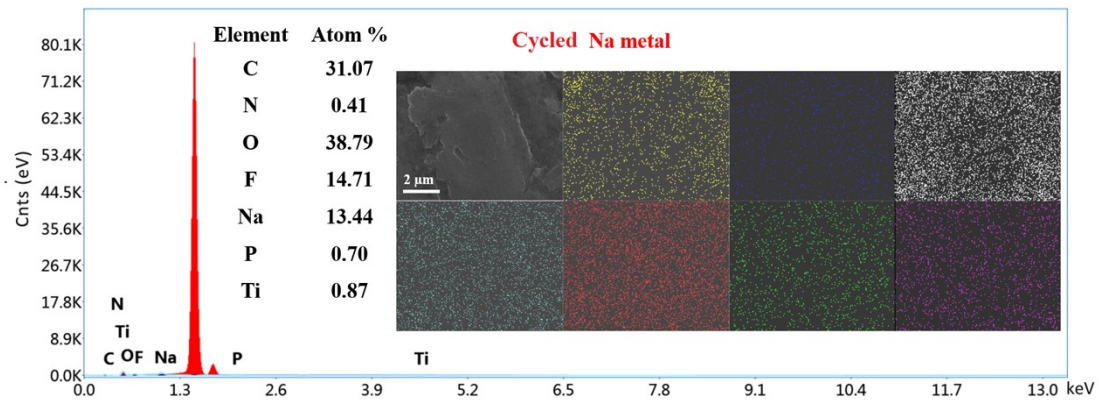 Cycled Na metal
Element Atom %
C 31.07
N 0.41
O 38.79
F 14.71
Na 13.44
P 0.70
Ti 0.87
2 μm
Cnts (eV)
80.1K
71.2K
62.3K
53.4K
44.5K
35.6K
26.7K
17.8K
8.9K
0.0K
N
Ti
C O F Na P Ti
0.0 1.3 2.6 3.9 5.2 6.5 7.8 9.1 10.4 11.7 13.0 keV